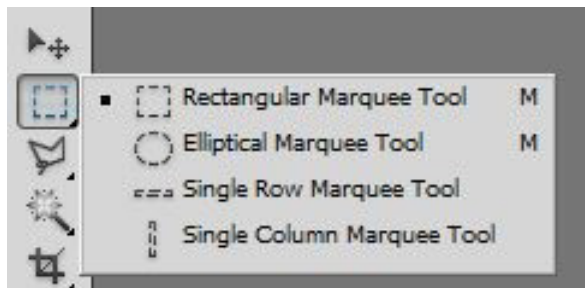 Rectangular Marquee Tool M
Elliptical Marquee Tool M
Single Row Marquee Tool
Single Column Marquee Tool